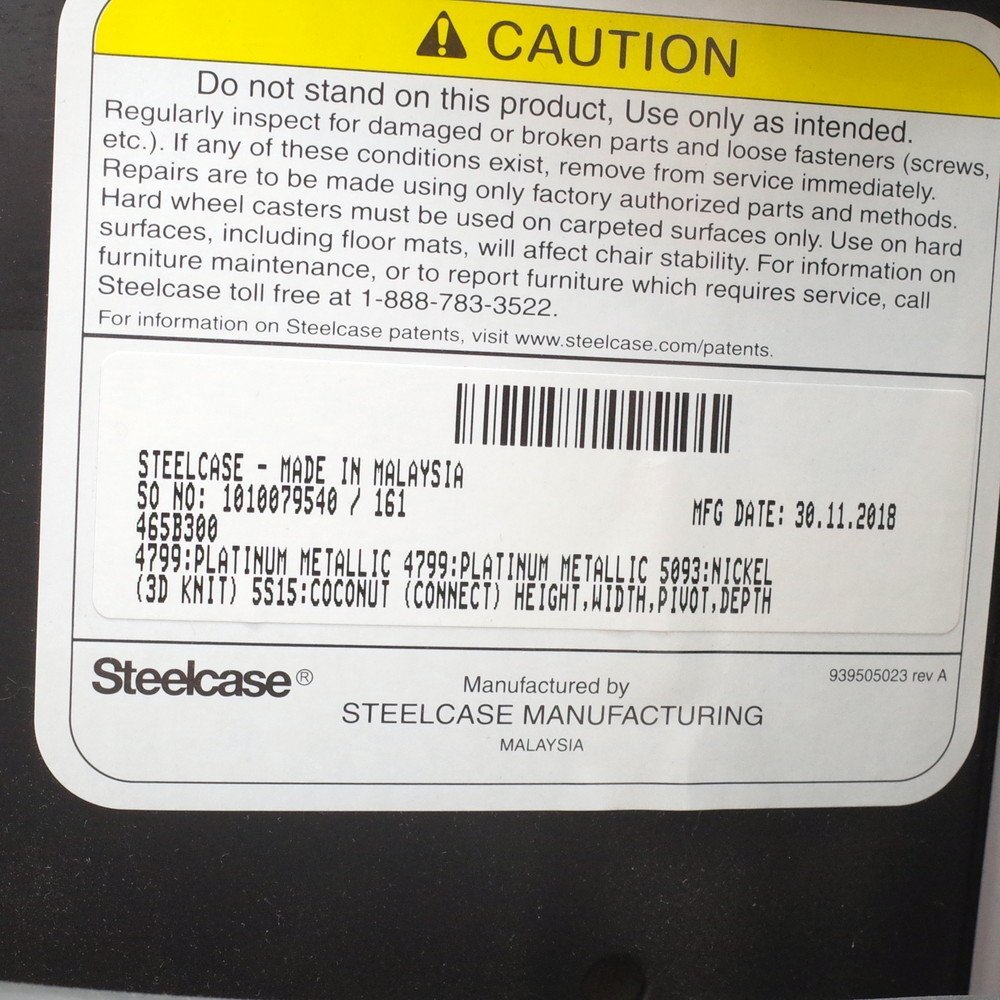 CAUTION
Do not stand on this product, Use only as intended.
Regularly inspect for damaged or broken parts and loose fasteners (screws,
etc.). If any of these conditions exist, remove from service immediately.
Repairs are to be made using only factory authorized parts and methods.
Hard wheel casters must be used on carpeted surfaces only. Use on hard
surfaces, including floor mats, will affect chair stability. For information on
furniture maintenance, or to report furniture which requires service, call
Steelcase toll free at 1-888-783-3522.
For information on Steelcase patents, visit www.steelcase.com/patents.
STEELCASE - MADE IN MALAYSIA
SO NO: 1010079540 / 161
MFG DATE: 30.11.2018
465B300
4799:PLATINUM METALLIC 4799:PLATINUM METALLIC 5093:NICKEL
(3D KNIT) 5S15:COCONUT (CONNECT) HEIGHT,WIDTH,PIVOT,DEPTH
Steelcase®
Manufactured by
939505023 rev A
STEELCASE MANUFACTURING
MALAYSIA